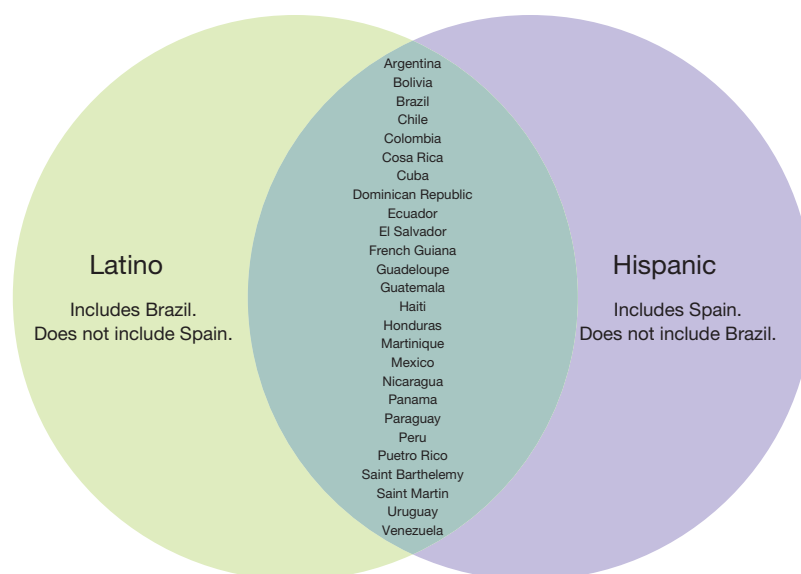 Argentina
Bolivia
Brazil
Chile
Colombia
Cosa Rica
Cuba
Dominican Republic
Ecuador
El Salvador
French Guiana
Guadeloupe
Guatemala
Haiti
Honduras
Martinique
Mexico
Nicaragua
Panama
Paraguay
Peru
Puetro Rico
Saint Barthelemy
Saint Martin
Uruguay
Venezuela
Latino
Includes Brazil.
Does not include Spain.
Hispanic
Includes Spain.
Does not include Brazil.